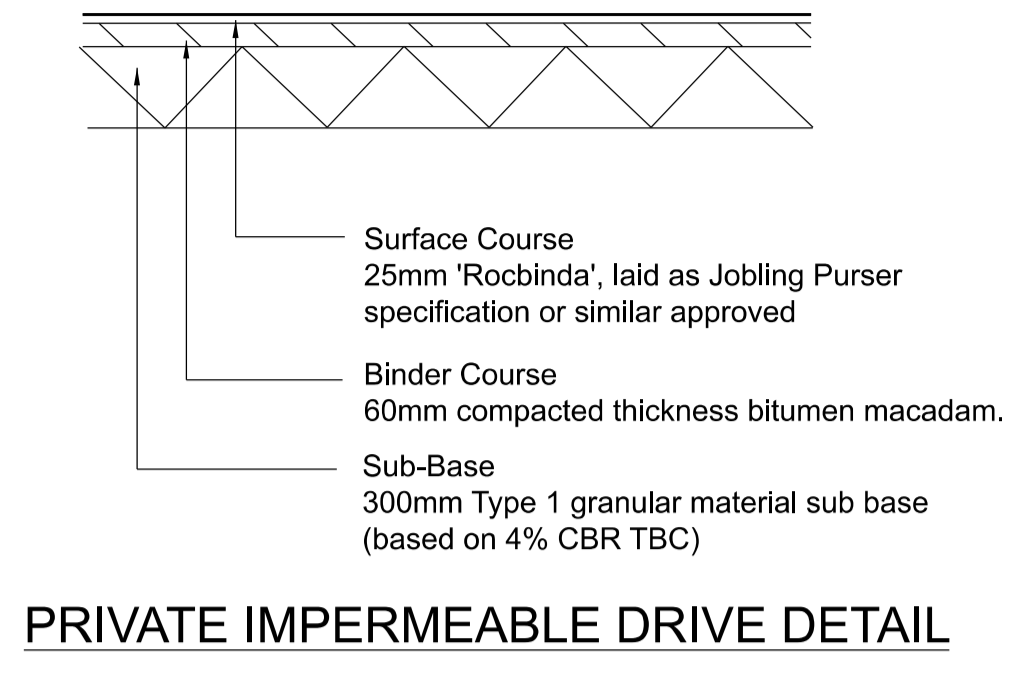 Surface Course
25mm 'Rocbinda', laid as Jobling Purser
specification or similar approved
Binder Course
60mm compacted thickness bitumen macadam.
Sub-Base
300mm Type 1 granular material sub base
(based on 4% CBR TBC)
PRIVATE IMPERMEABLE DRIVE DETAIL